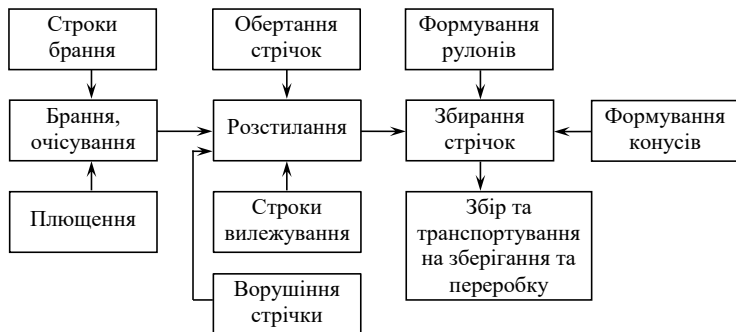 Строки
брання
Обертання
стрічок
Формування
рулонів
Брання,
очісування
Розстилання
Збирання
стрічок
Формування
конусів
Плющення
Строки
вилежування
Збір та
транспортування
на зберігання та
переробку
Ворушіння
стрічки